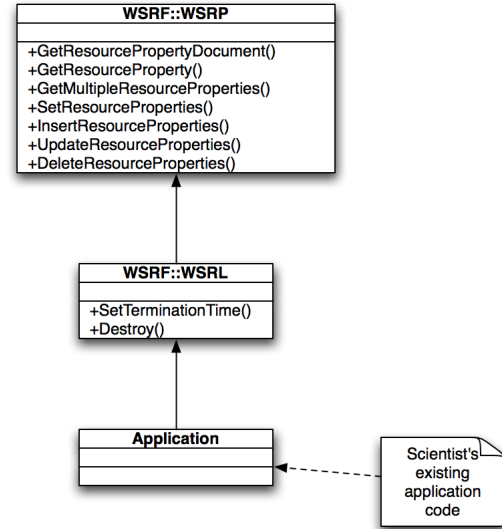 WSRF::WSRP
+GetResourcePropertyDocument()
+GetResourceProperty()
+GetMultipleResourceProperties()
+SetResourceProperties()
+InsertResourceProperties()
+UpdateResourceProperties()
+DeleteResourceProperties()
WSRF::WSRL
+SetTerminationTime()
+Destroy()
Application
Scientist's
existing
application
code